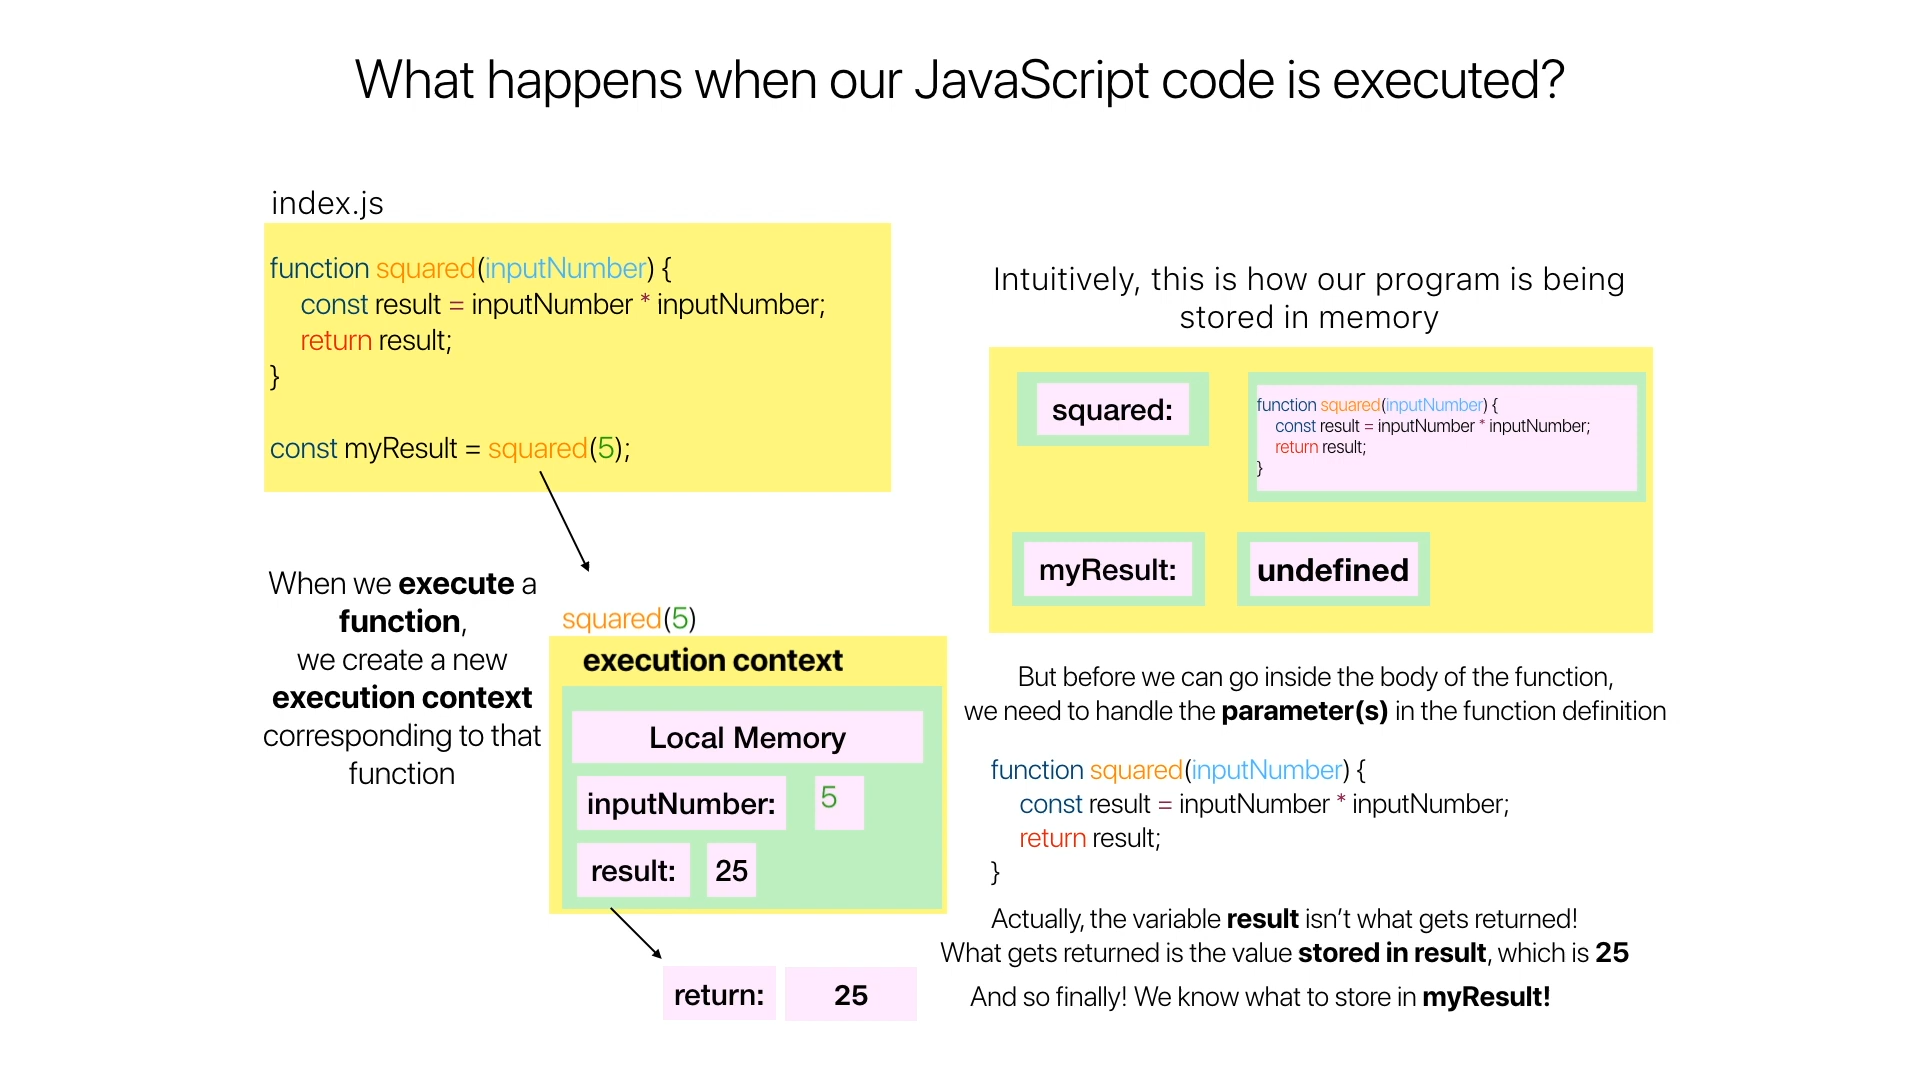 What happens when our JavaScript code is executed?
index.js
function squared(inputNumber) {
const result = inputNumber * inputNumber;
return result;
}
const myResult = squared(5);
When we execute a
function,
we create a new
execution context
corresponding to that
function
squared(5)
execution context
Local Memory
inputNumber: 5
result: 25
return: 25
Intuitively, this is how our program is being
stored in memory
squared:
function squared(inputNumber) {
const result = inputNumber * inputNumber;
return result;
}
myResult: undefined
But before we can go inside the body of the function,
we need to handle the parameter(s) in the function definition
function squared(inputNumber) {
const result = inputNumber * inputNumber;
return result;
}
Actually, the variable result isn’t what gets returned!
What gets returned is the value stored in result, which is 25
And so finally! We know what to store in myResult!